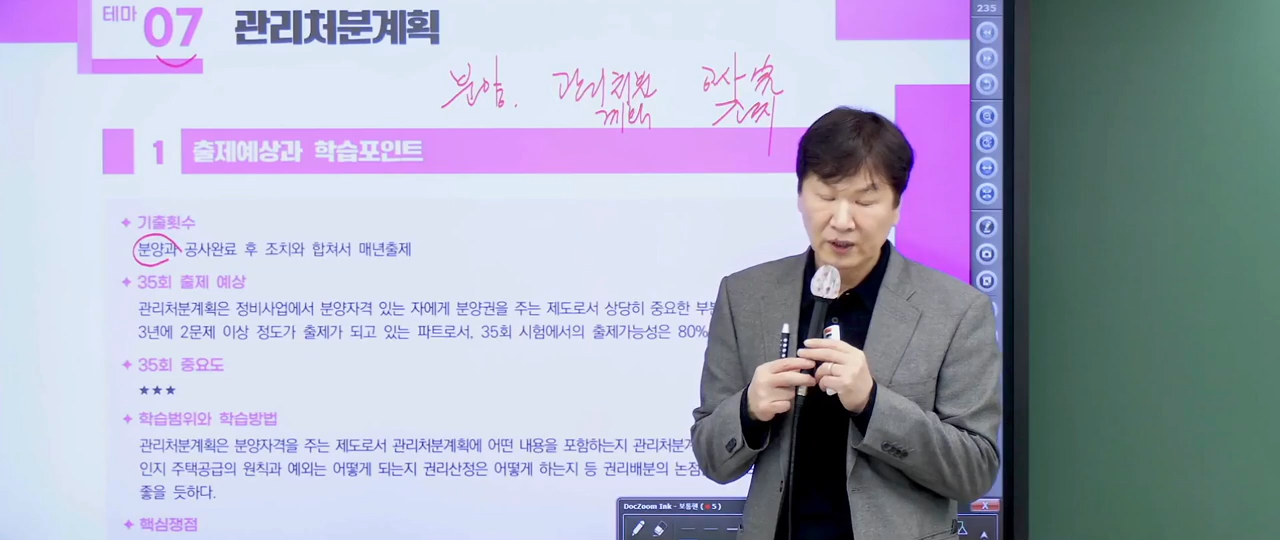 235
테마 07 관리처분계획
분양. 관리처분계획 공사完
1 출제예상과 학습포인트
기출횟수
분양과 공사완료 후 조치와 합쳐서 매년출제
35회 출제 예상
관리처분계획은 정비사업에서 분양자격 있는 자에게 분양권을 주는 제도로서 상당히 중요한
3년에 2문제 이상 정도가 출제가 되고 있는 파트로서, 35회 시험에서의 출제가능성은 80%
35회 중요도
★★★
학습범위와 학습방법
관리처분계획은 분양자격을 주는 제도로서 관리처분계획에 어떤 내용을 포함하는지
인지 주택공급의 원칙과 예외는 어떻게 되는지 권리산정은 어떻게 하는지 등 권리배분의
좋을 듯하다.
핵심쟁점
DocZoom Ink - 보통펜 ( 5 )